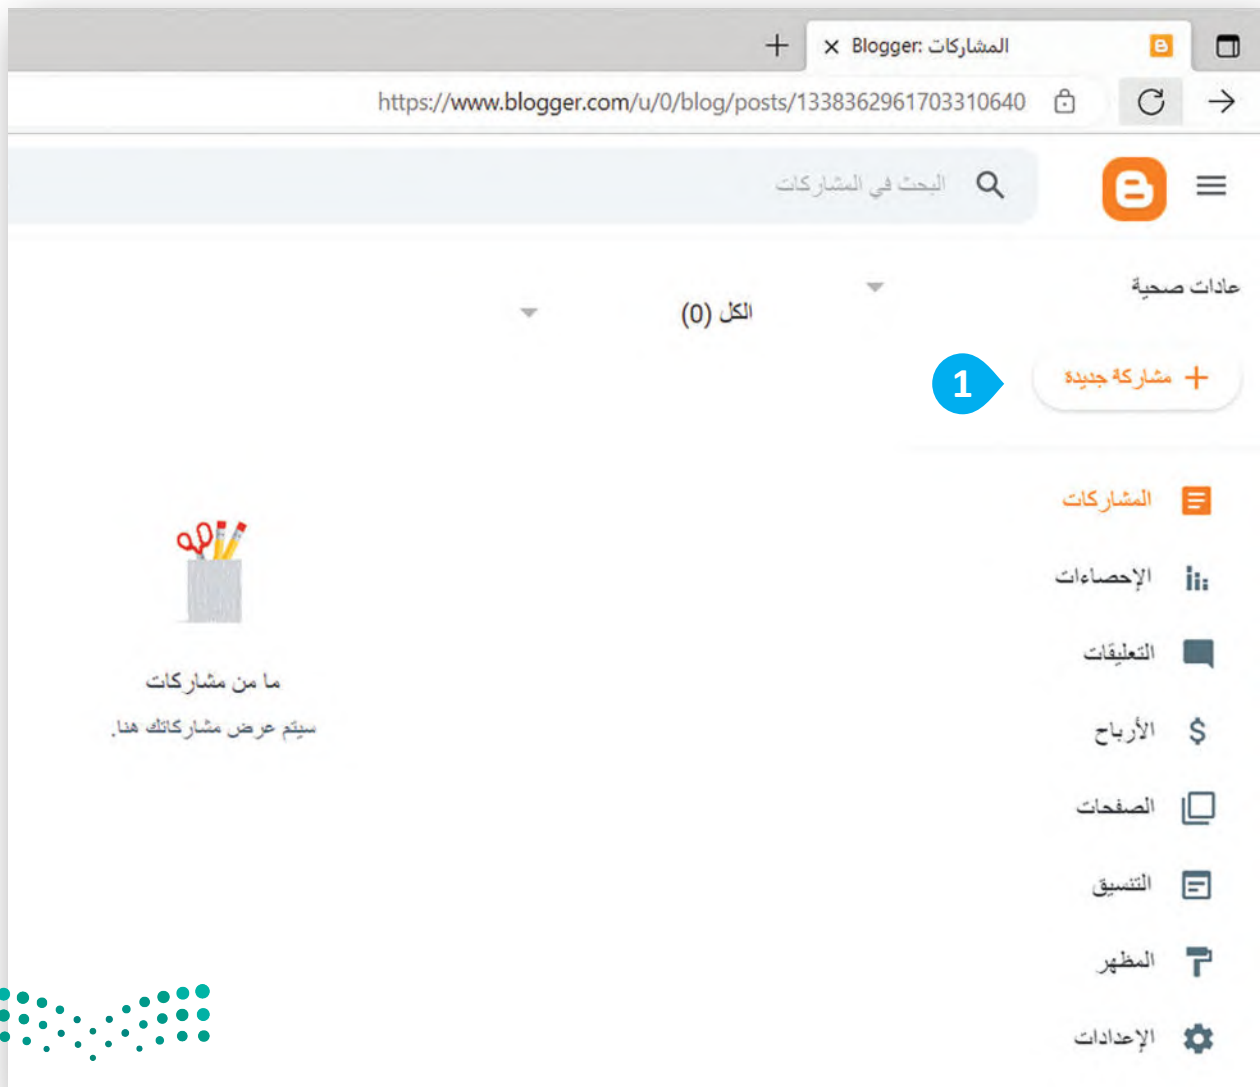 المشاركات :Blogger
https://www.blogger.com/u/0/blog/posts/1338362961703310640
البحث في المشاركات
عادات صحية
الكل (0)
مشاركة جديدة
1
المشاركات
الإحصاءات
التعليقات
الأرباح
الصفحات
التنسيق
المظهر
الإعدادات
ما من مشاركات
سيتم عرض مشاركاتك هنا.